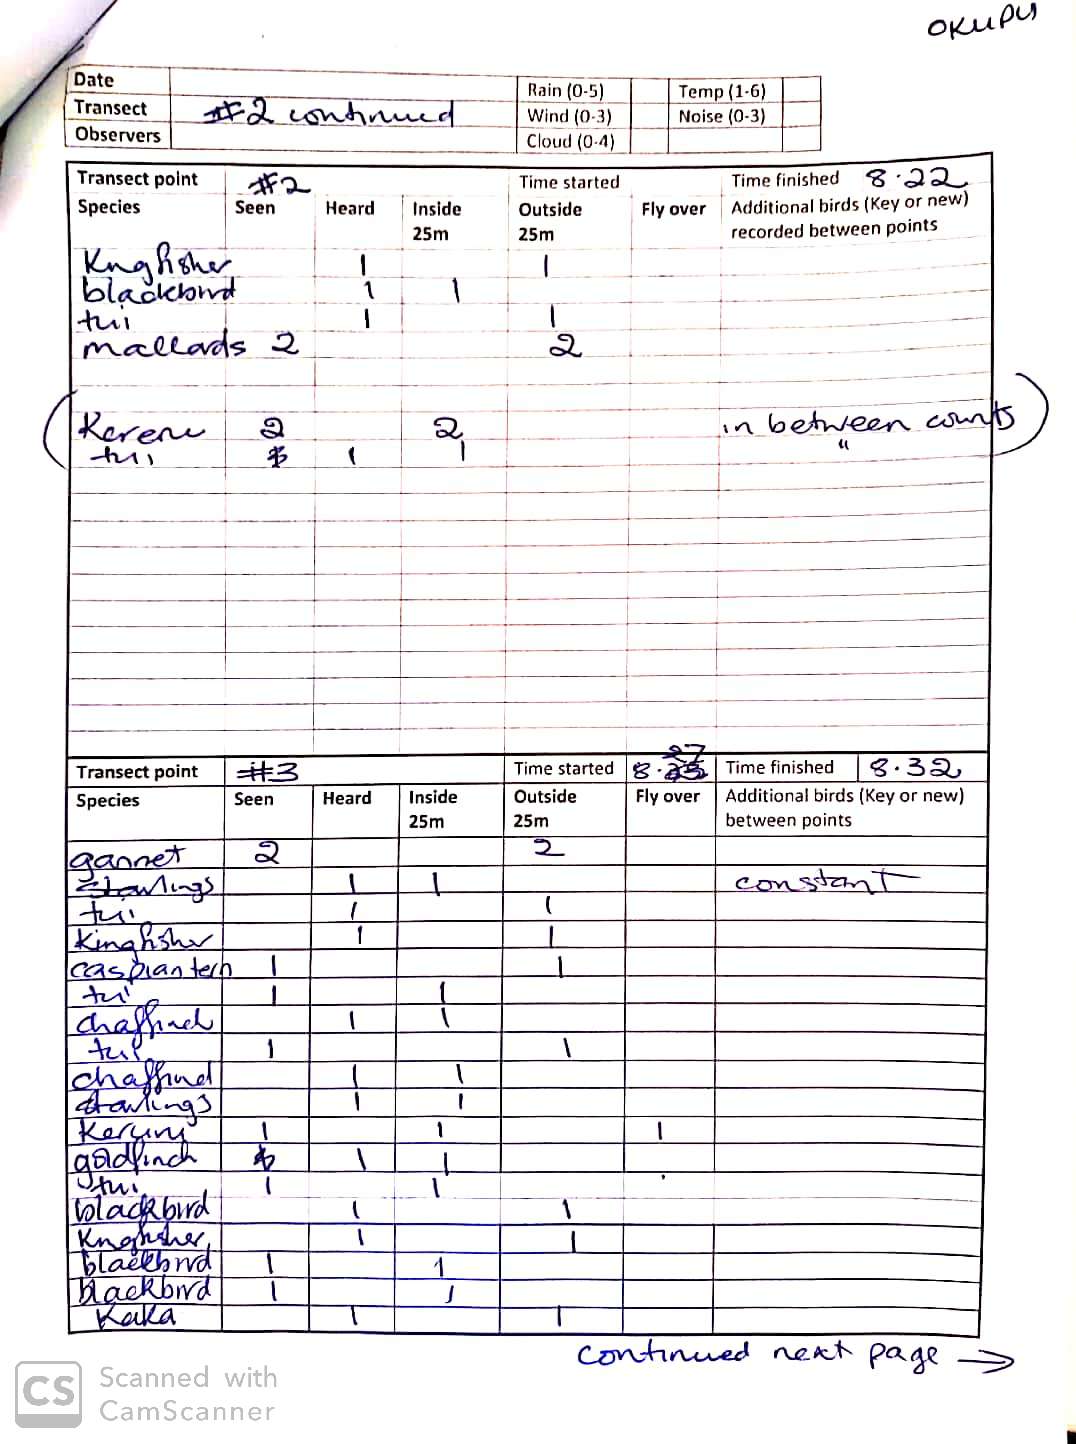 OKUPU
Date
Transect #2 continued
Observers
Rain (0-5) Temp (1-6)
Wind (0-3) Noise (0-3)
Cloud (0-4)
Transect point #2 Time started Time finished 8.22
Species Seen Heard Inside 25m Outside 25m Fly over Additional birds (Key or new) recorded between points
Kngfisher 1 1
blackbird 1 1
tui 1 1
mallards 2 2
(Kereru 2 2 in between counts)
tui 1 1 "
Transect point #3 Time started 8.27 Time finished 8.32
Species Seen Heard Inside 25m Outside 25m Fly over Additional birds (Key or new) between points
gannet 2 2
starlings 1 1 constant
tui 1 1
kingfisher 1 1
caspian tern 1 1
tui 1 1
chaffinch 1 1
tui 1 1
chaffinch 1 1
starlings 1 1
Kereru 1 1 1
goldfinch 1 1
tui 1 1
blackbird 1 1
Kngfisher 1 1
blackbird 1 1
blackbird 1 1
Kaka 1 1
continued next page →
CS Scanned with
CamScanner